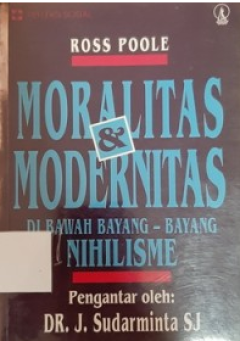 ROSS POOLE
MORALITAS
&
MODERNITAS
DI BAWAH BAYANG - BAYANG
NIHILISME
Pengantar oleh:
DR. J. Sudarminta SJ